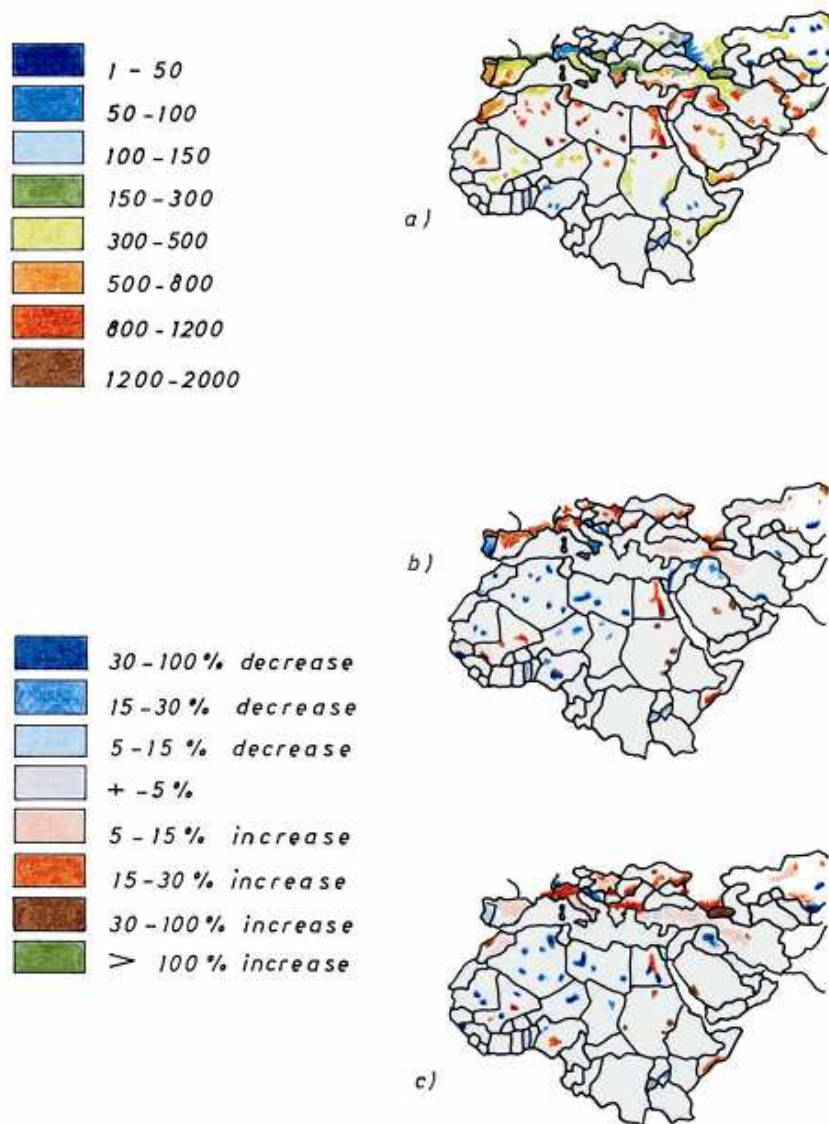 1 - 50
50 - 100
100 - 150
150 - 300
300 - 500
500 - 800
800 - 1200
1200 - 2000
a)
b)
30 - 100 % decrease
15 - 30 % decrease
5 - 15 % decrease
+ - 5 %
5 - 15 % increase
15 - 30 % increase
30 - 100 % increase
> 100 % increase
c)